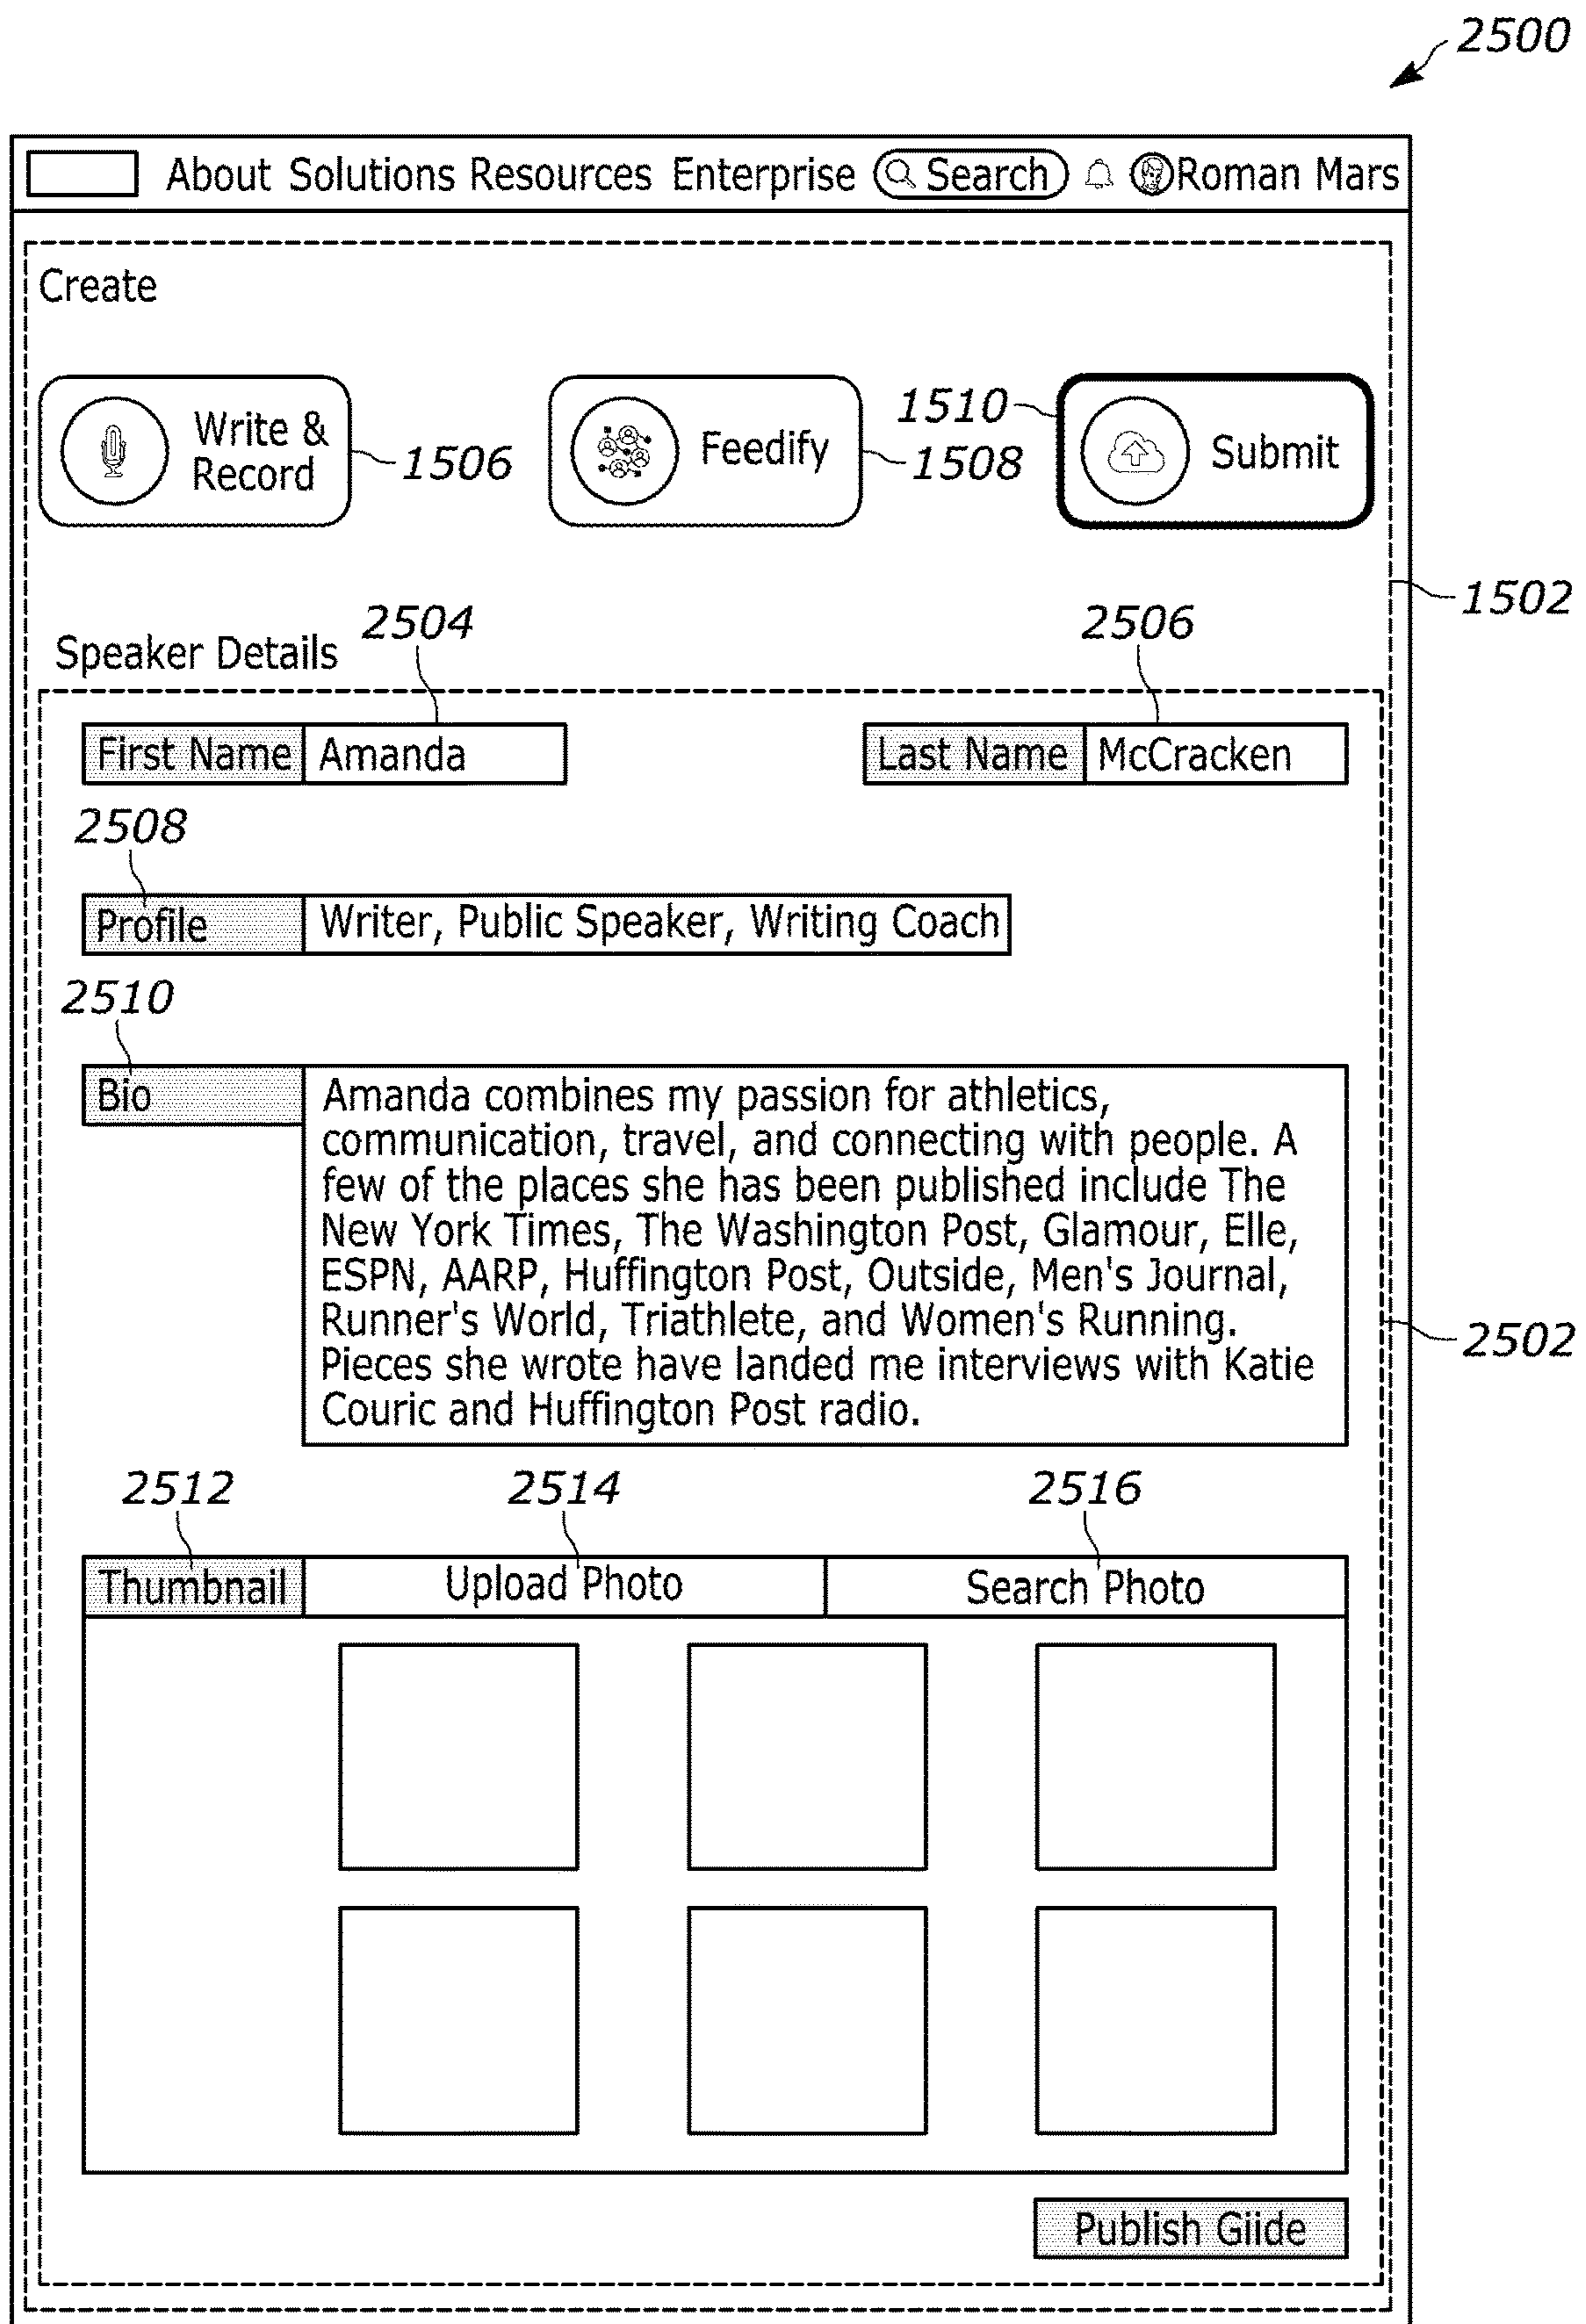 2500
About Solutions Resources Enterprise Search Roman Mars
Create
Write &
Record
1506
Feedify
1508
1510
Submit
1502
Speaker Details
2504
2506
First Name Amanda
Last Name McCracken
2508
Profile Writer, Public Speaker, Writing Coach
2510
Bio
Amanda combines my passion for athletics,
communication, travel, and connecting with people. A
few of the places she has been published include The
New York Times, The Washington Post, Glamour, Elle,
ESPN, AARP, Huffington Post, Outside, Men's Journal,
Runner's World, Triathlete, and Women's Running.
Pieces she wrote have landed me interviews with Katie
Couric and Huffington Post radio.
2502
2512 2514 2516
Thumbnail Upload Photo Search Photo
Publish Giide